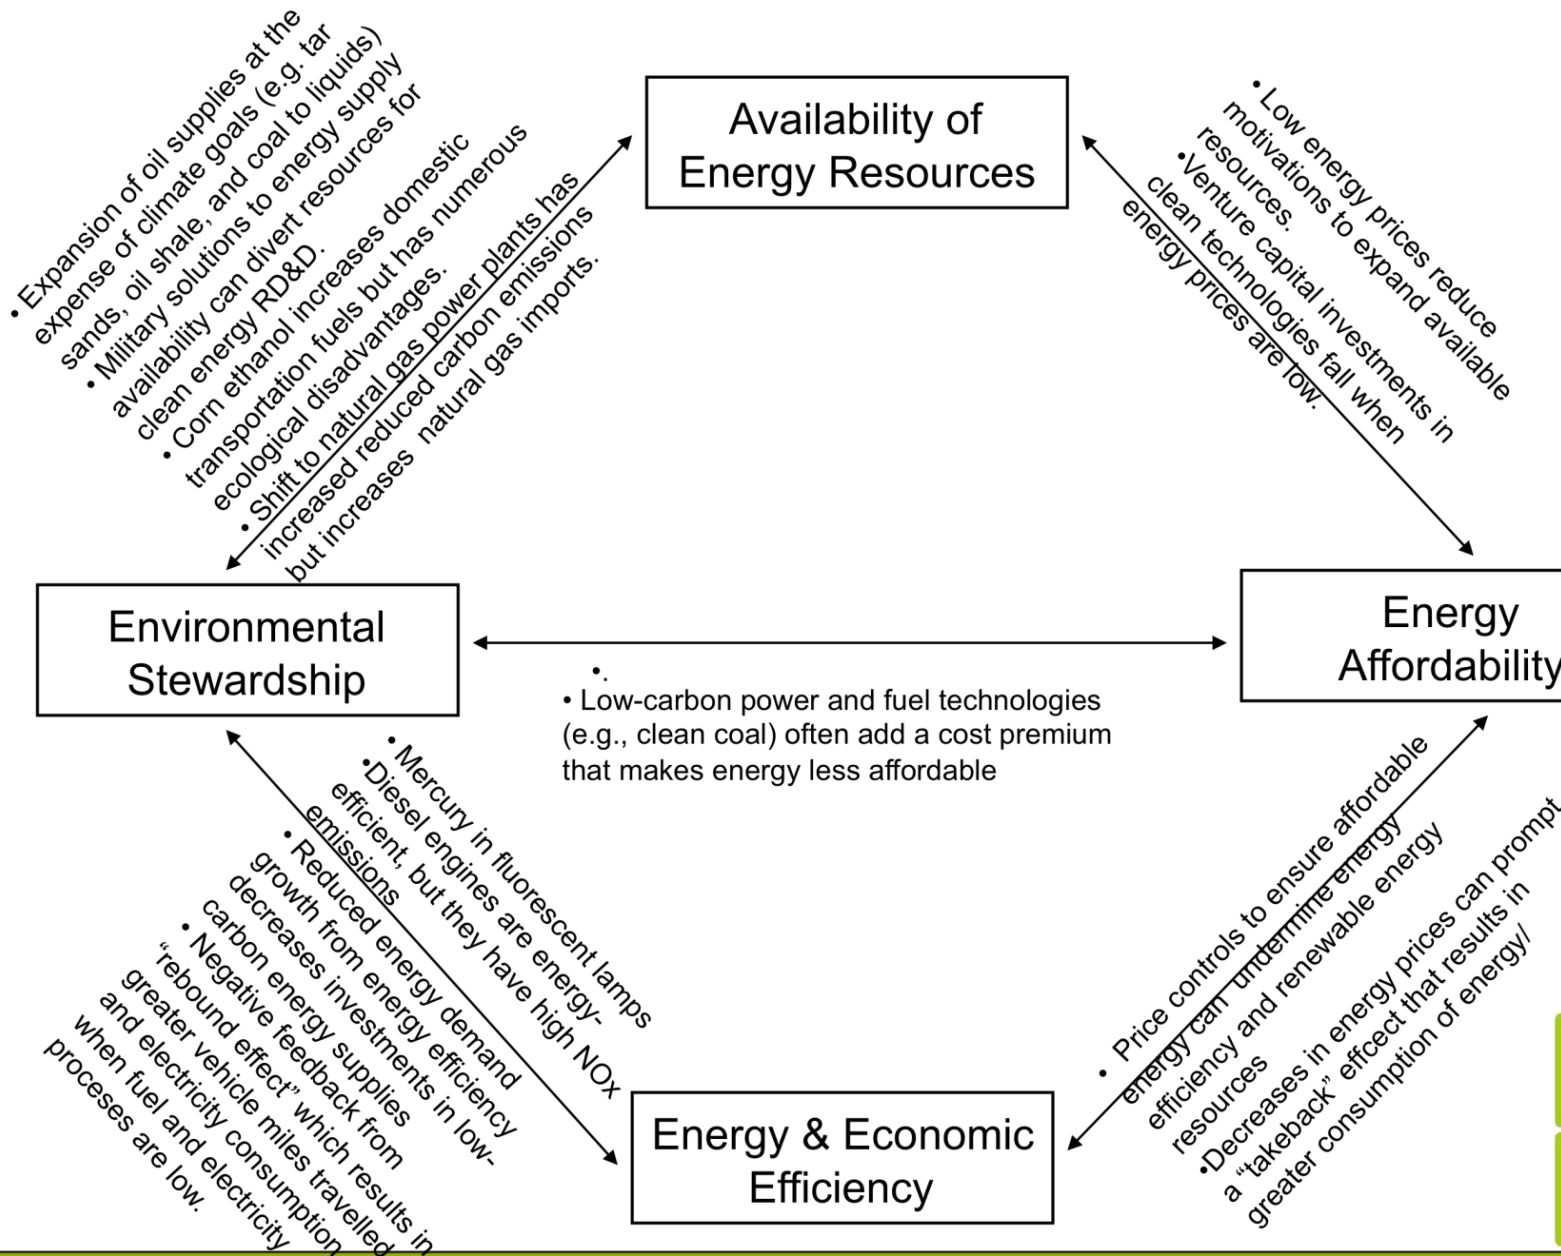 Availability of
Energy Resources
• Expansion of oil supplies at the
expense of climate goals (e.g. tar
sands, oil shale, and coal to liquids)
• Military solutions to energy supply
availability can divert resources for
clean energy RD&D.
• Corn ethanol increases domestic
transportation fuels but has numerous
ecological disadvantages.
• Shift to natural gas power plants has
increased reduced carbon emissions
but increases natural gas imports.
• Low energy prices reduce
motivations to expand available
resources.
•Venture capital investments in
clean technologies fall when
energy prices are low.
Environmental
Stewardship
Energy
Affordability
•.
• Low-carbon power and fuel technologies
(e.g., clean coal) often add a cost premium
that makes energy less affordable
• Mercury in fluorescent lamps
•Diesel engines are energy-
efficient, but they have high NOx
emissions
• Reduced energy demand
growth from energy efficiency
decreases investments in low-
carbon energy supplies
• Negative feedback from
“rebound effect” which results in
greater vehicle miles travelled
and electricity consumption
when fuel and electricity
proceses are low.
• Price controls to ensure affordable
energy can undermine energy
efficiency and renewable energy
resources
•Decreases in energy prices can prompt
a “takeback” effcect that results in
greater consumption of energy/
Energy & Economic
Efficiency